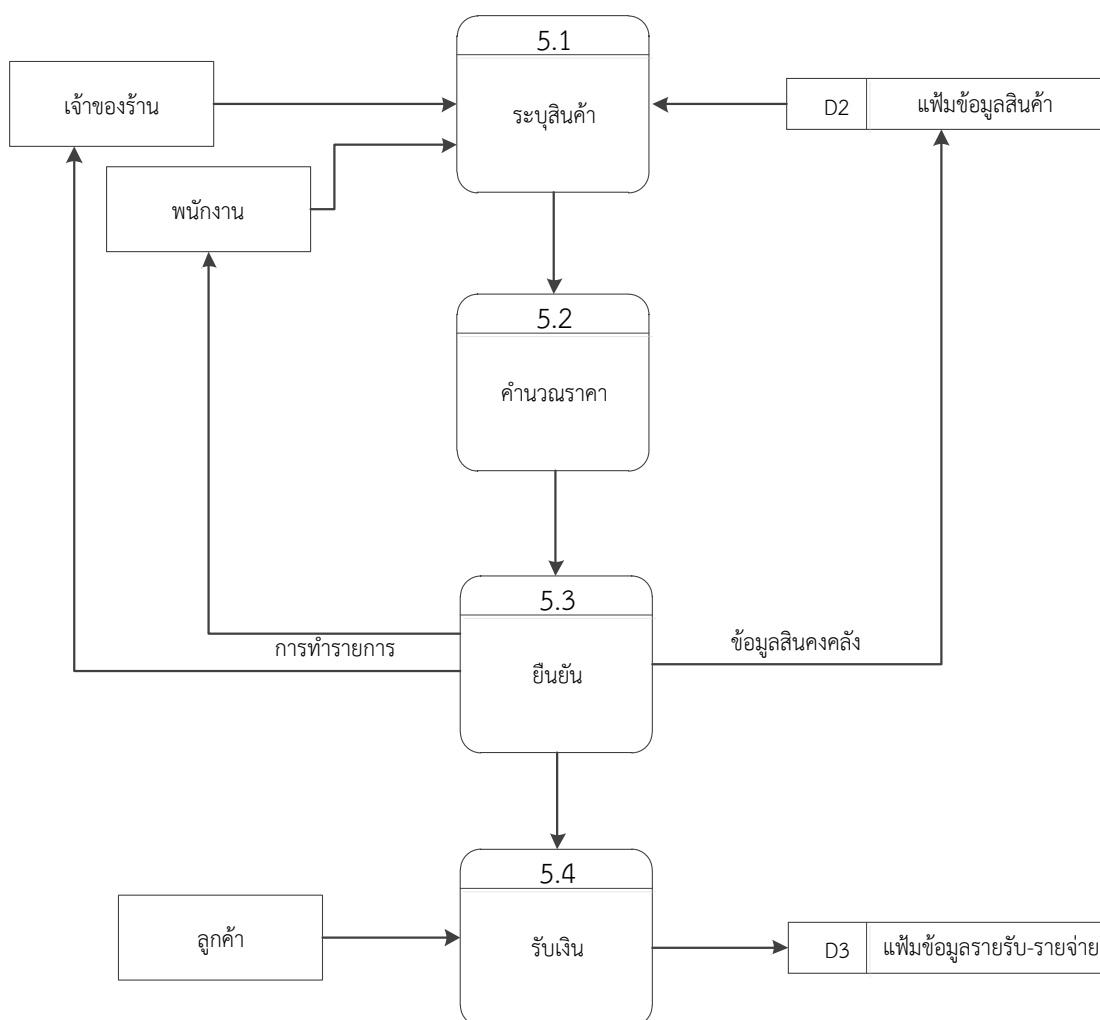 5.1
เจ้าของร้าน
ระบุสินค้า
D2 แฟ้มข้อมูลสินค้า
พนักงาน
5.2
คำนวณราคา
5.3
การทำรายการ
ข้อมูลสินคงคลัง
ยืนยัน
5.4
ลูกค้า
รับเงิน
D3 แฟ้มข้อมูลรายรับ-รายจ่าย